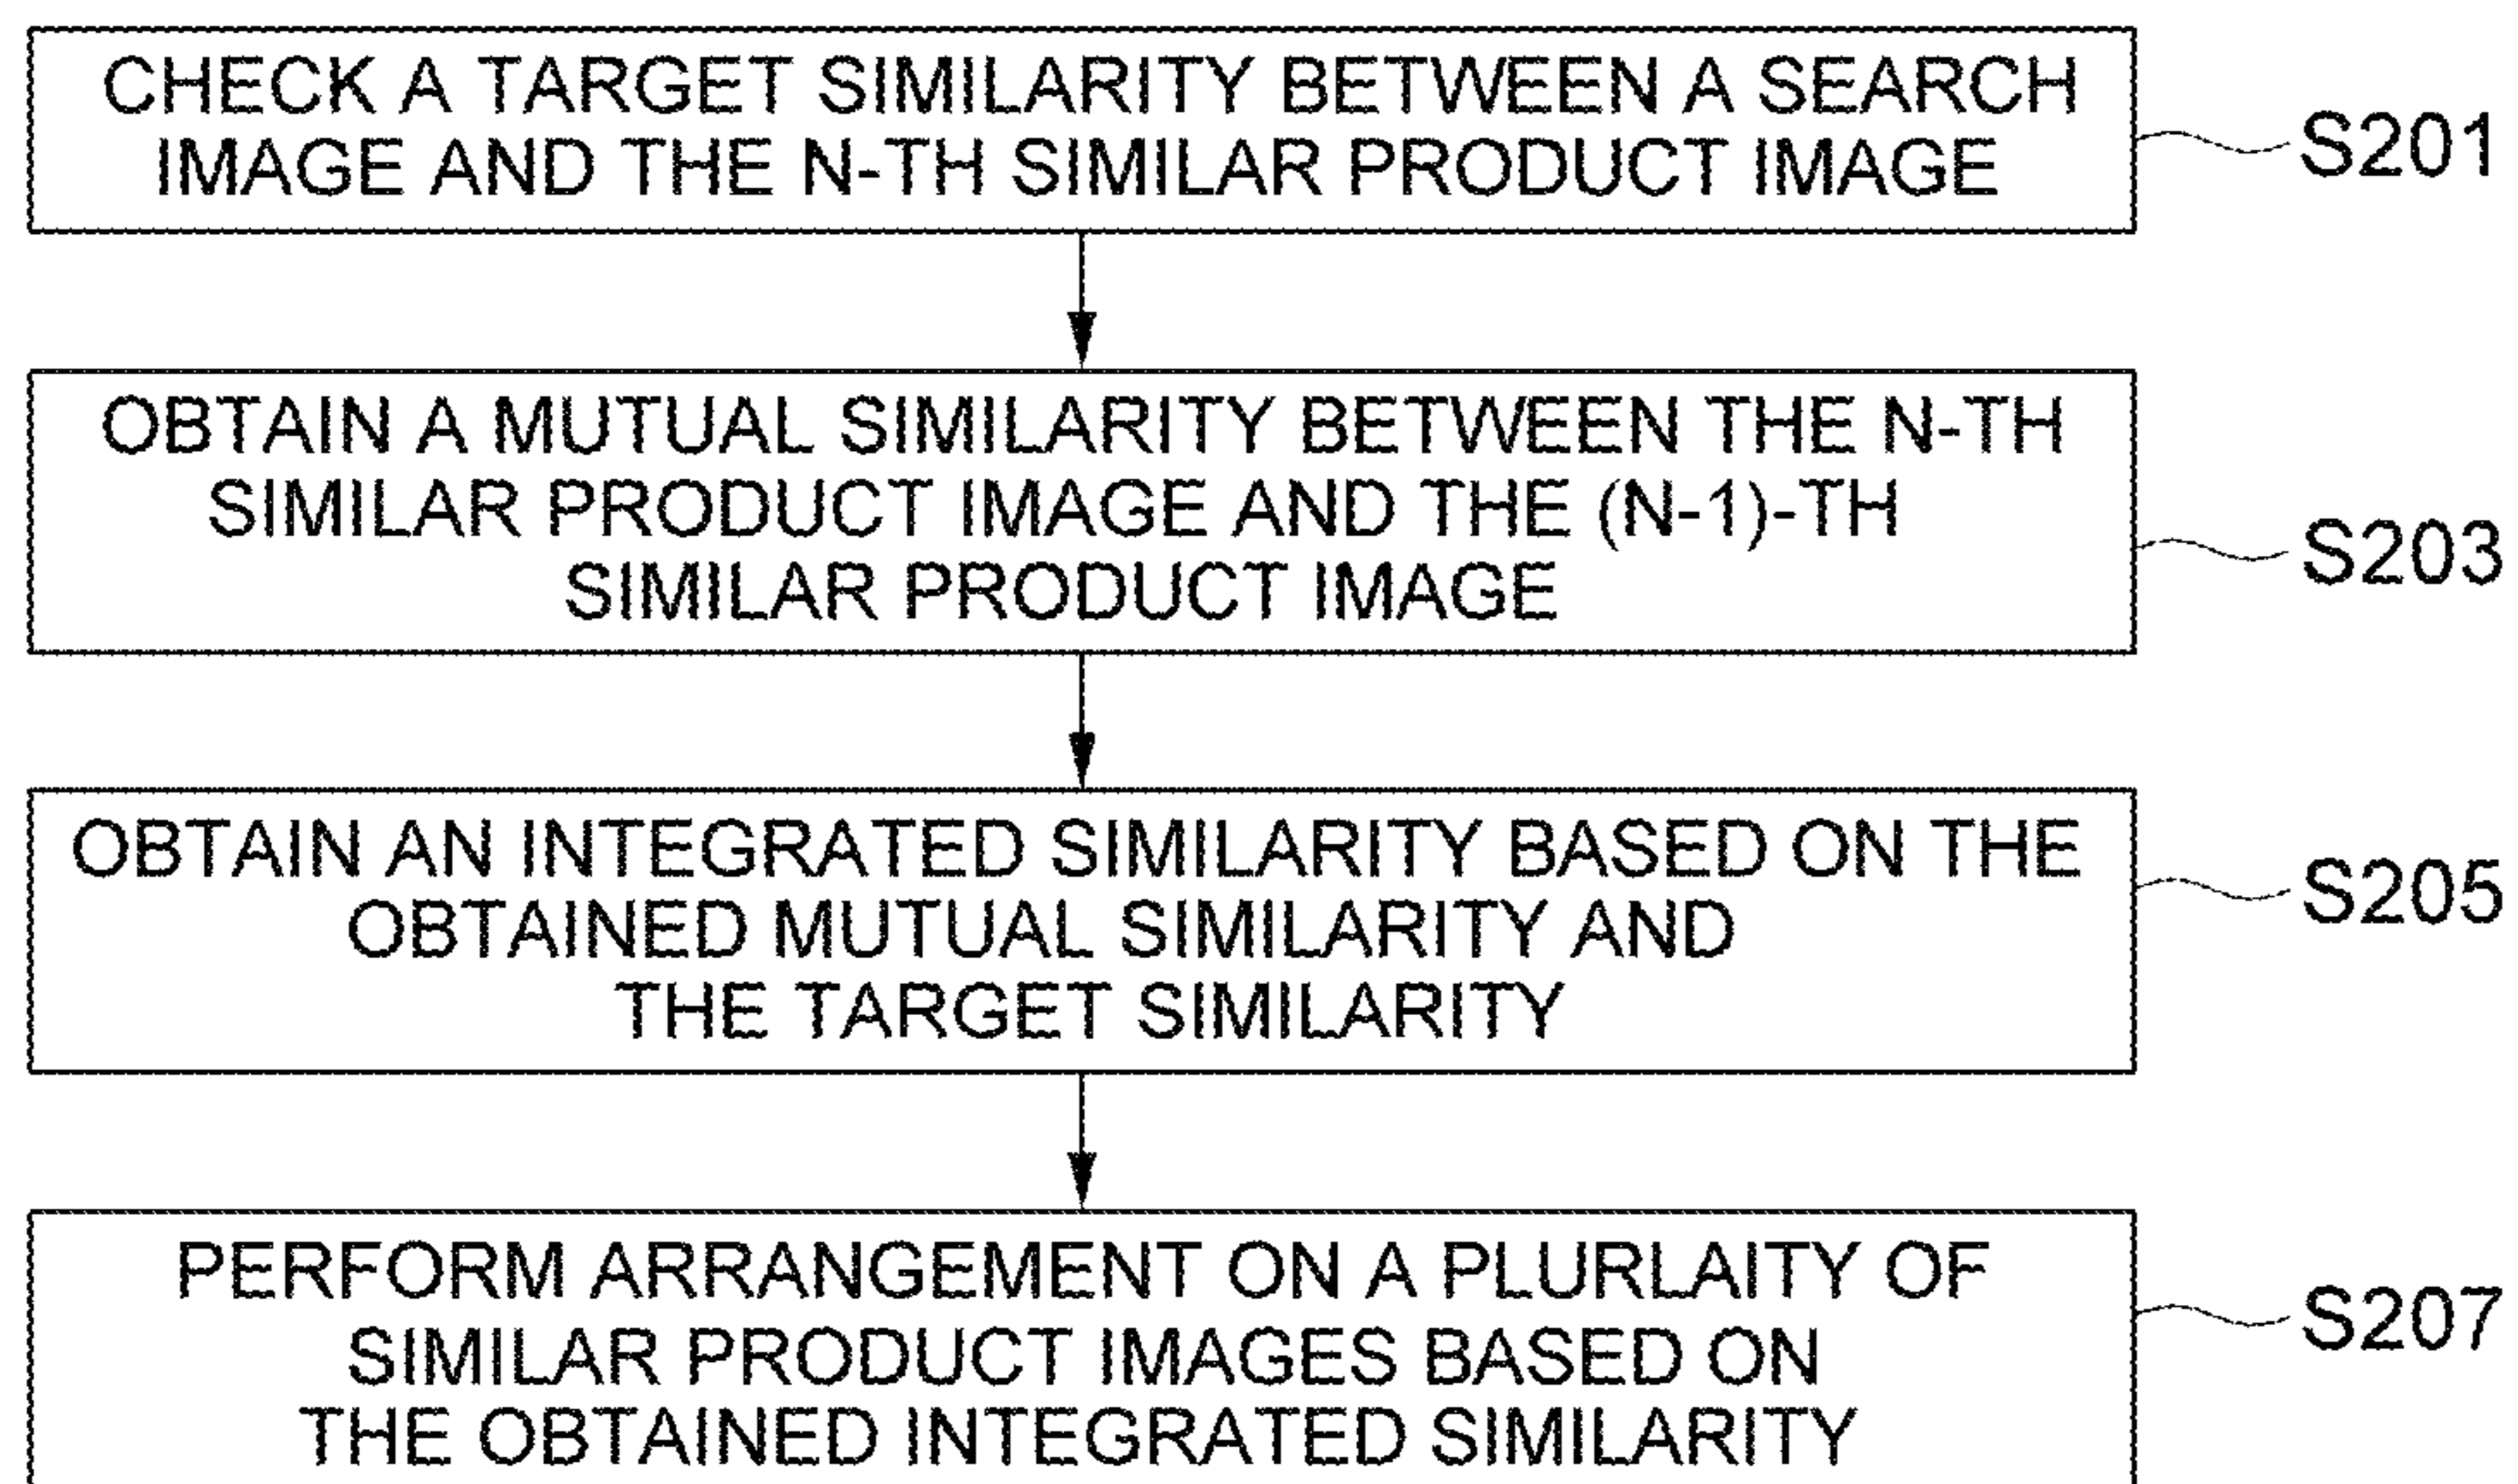 CHECK A TARGET SIMILARITY BETWEEN A SEARCH
IMAGE AND THE N-TH SIMILAR PRODUCT IMAGE
S201
OBTAIN A MUTUAL SIMILARITY BETWEEN THE N-TH
SIMILAR PRODUCT IMAGE AND THE (N-1)-TH
SIMILAR PRODUCT IMAGE
S203
OBTAIN AN INTEGRATED SIMILARITY BASED ON THE
OBTAINED MUTUAL SIMILARITY AND
THE TARGET SIMILARITY
S205
PERFORM ARRANGEMENT ON A PLURLAITY OF
SIMILAR PRODUCT IMAGES BASED ON
THE OBTAINED INTEGRATED SIMILARITY
S207